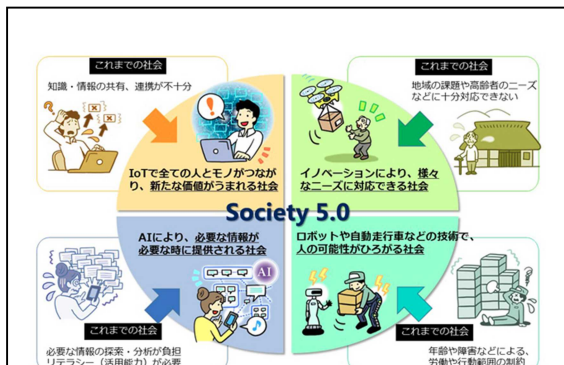 これまでの社会
知識・情報の共有、連携が不十分
IoTで全ての人とモノがつなが
り、新たな価値がうまれる社会
これまでの社会
地域の課題や高齢者のニーズ
などに十分対応できない
イノベーションにより、様々
なニーズに対応できる社会
Society 5.0
AIにより、必要な情報が
必要な時に提供される社会
AI
これまでの社会
必要な情報の探索・分析が負担
リテラシー（活用能力）が必要
ロボットや自動走行車などの技術で、
人の可能性がひろがる社会
これまでの社会
年齢や障害などによる、
労働や行動範囲の制約